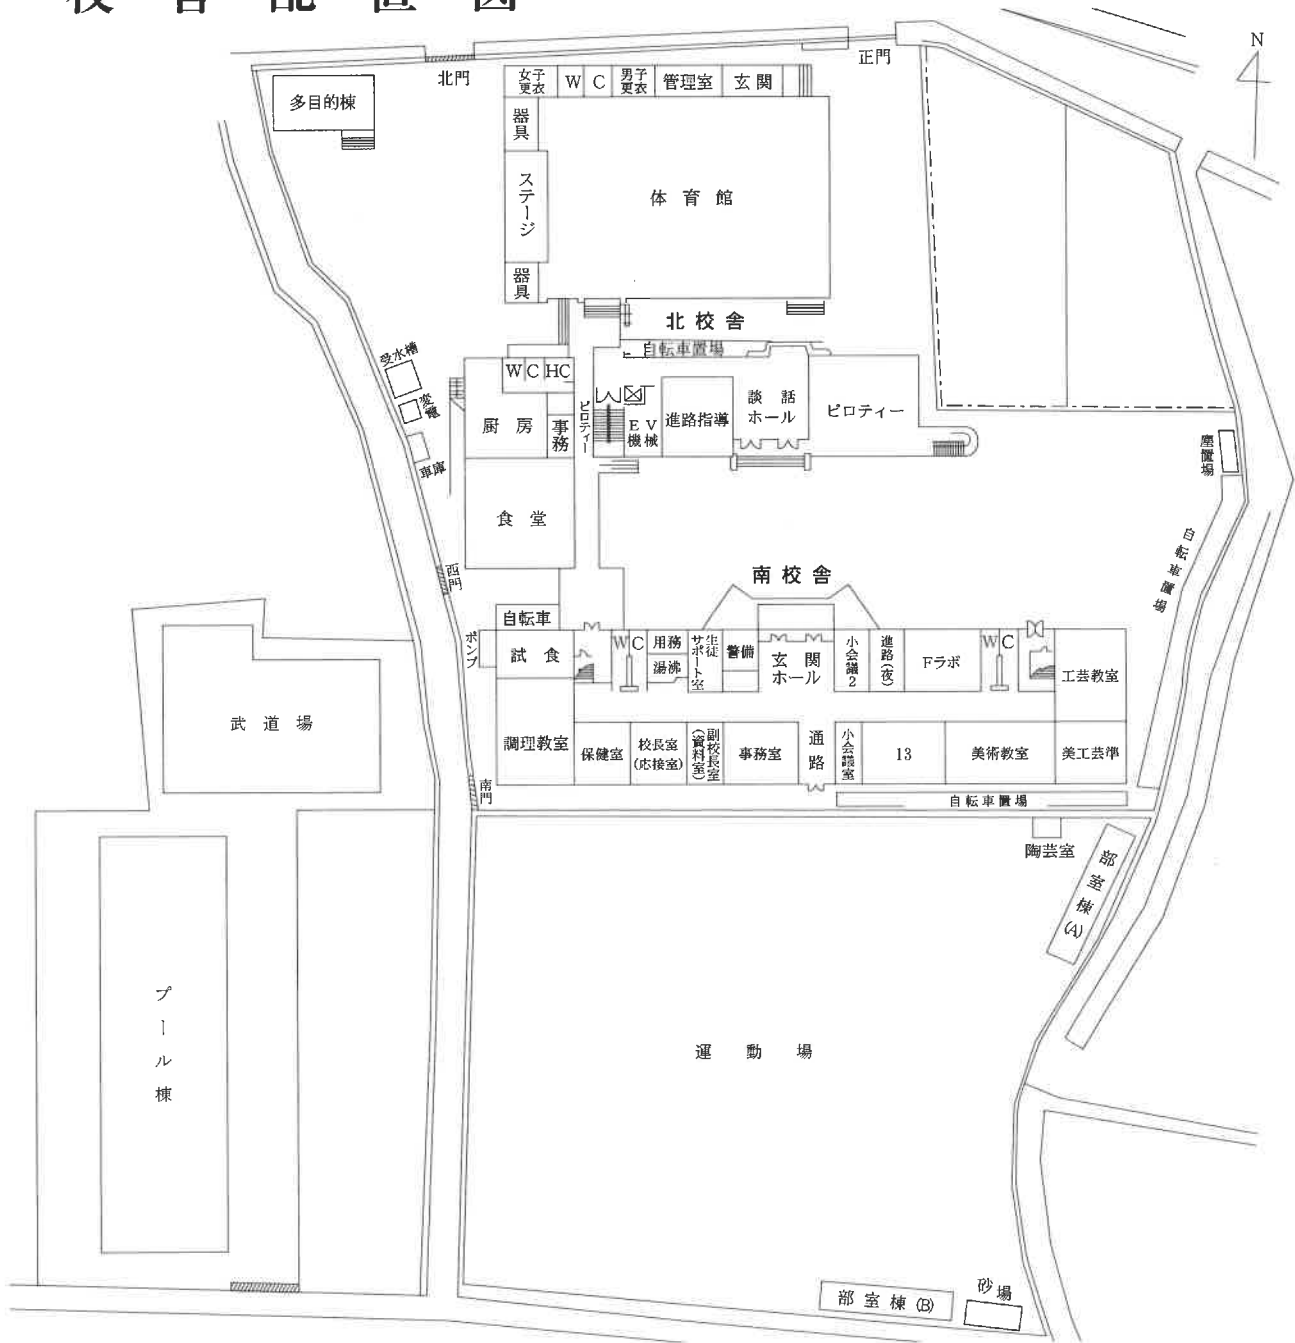 校舎配置図
N
正門
北門
女子更衣
W C
男子更衣
管理室
玄関
多目的棟
器具
ステージ
体育館
器具
北校舎
自転車置場
受水槽
変電
車庫
W C HC
厨房
事務
ピロティー
EV機械
進路指導
談話ホール
ピロティー
塵置場
食堂
自転車置場
西門
南校舎
自転車
ポンプ
試食
W C
用務
湯沸
生徒サポート室
警備
玄関ホール
小会議2
進路(夜)
Fラボ
W C
工芸教室
武道場
調理教室
保健室
校長室
(応接室)
副校長室
(資料室)
事務室
通路
小会議室
13
美術教室
美工芸準
南門
自転車置場
陶芸室
部室棟(A)
プール棟
運動場
部室棟(B)
砂場